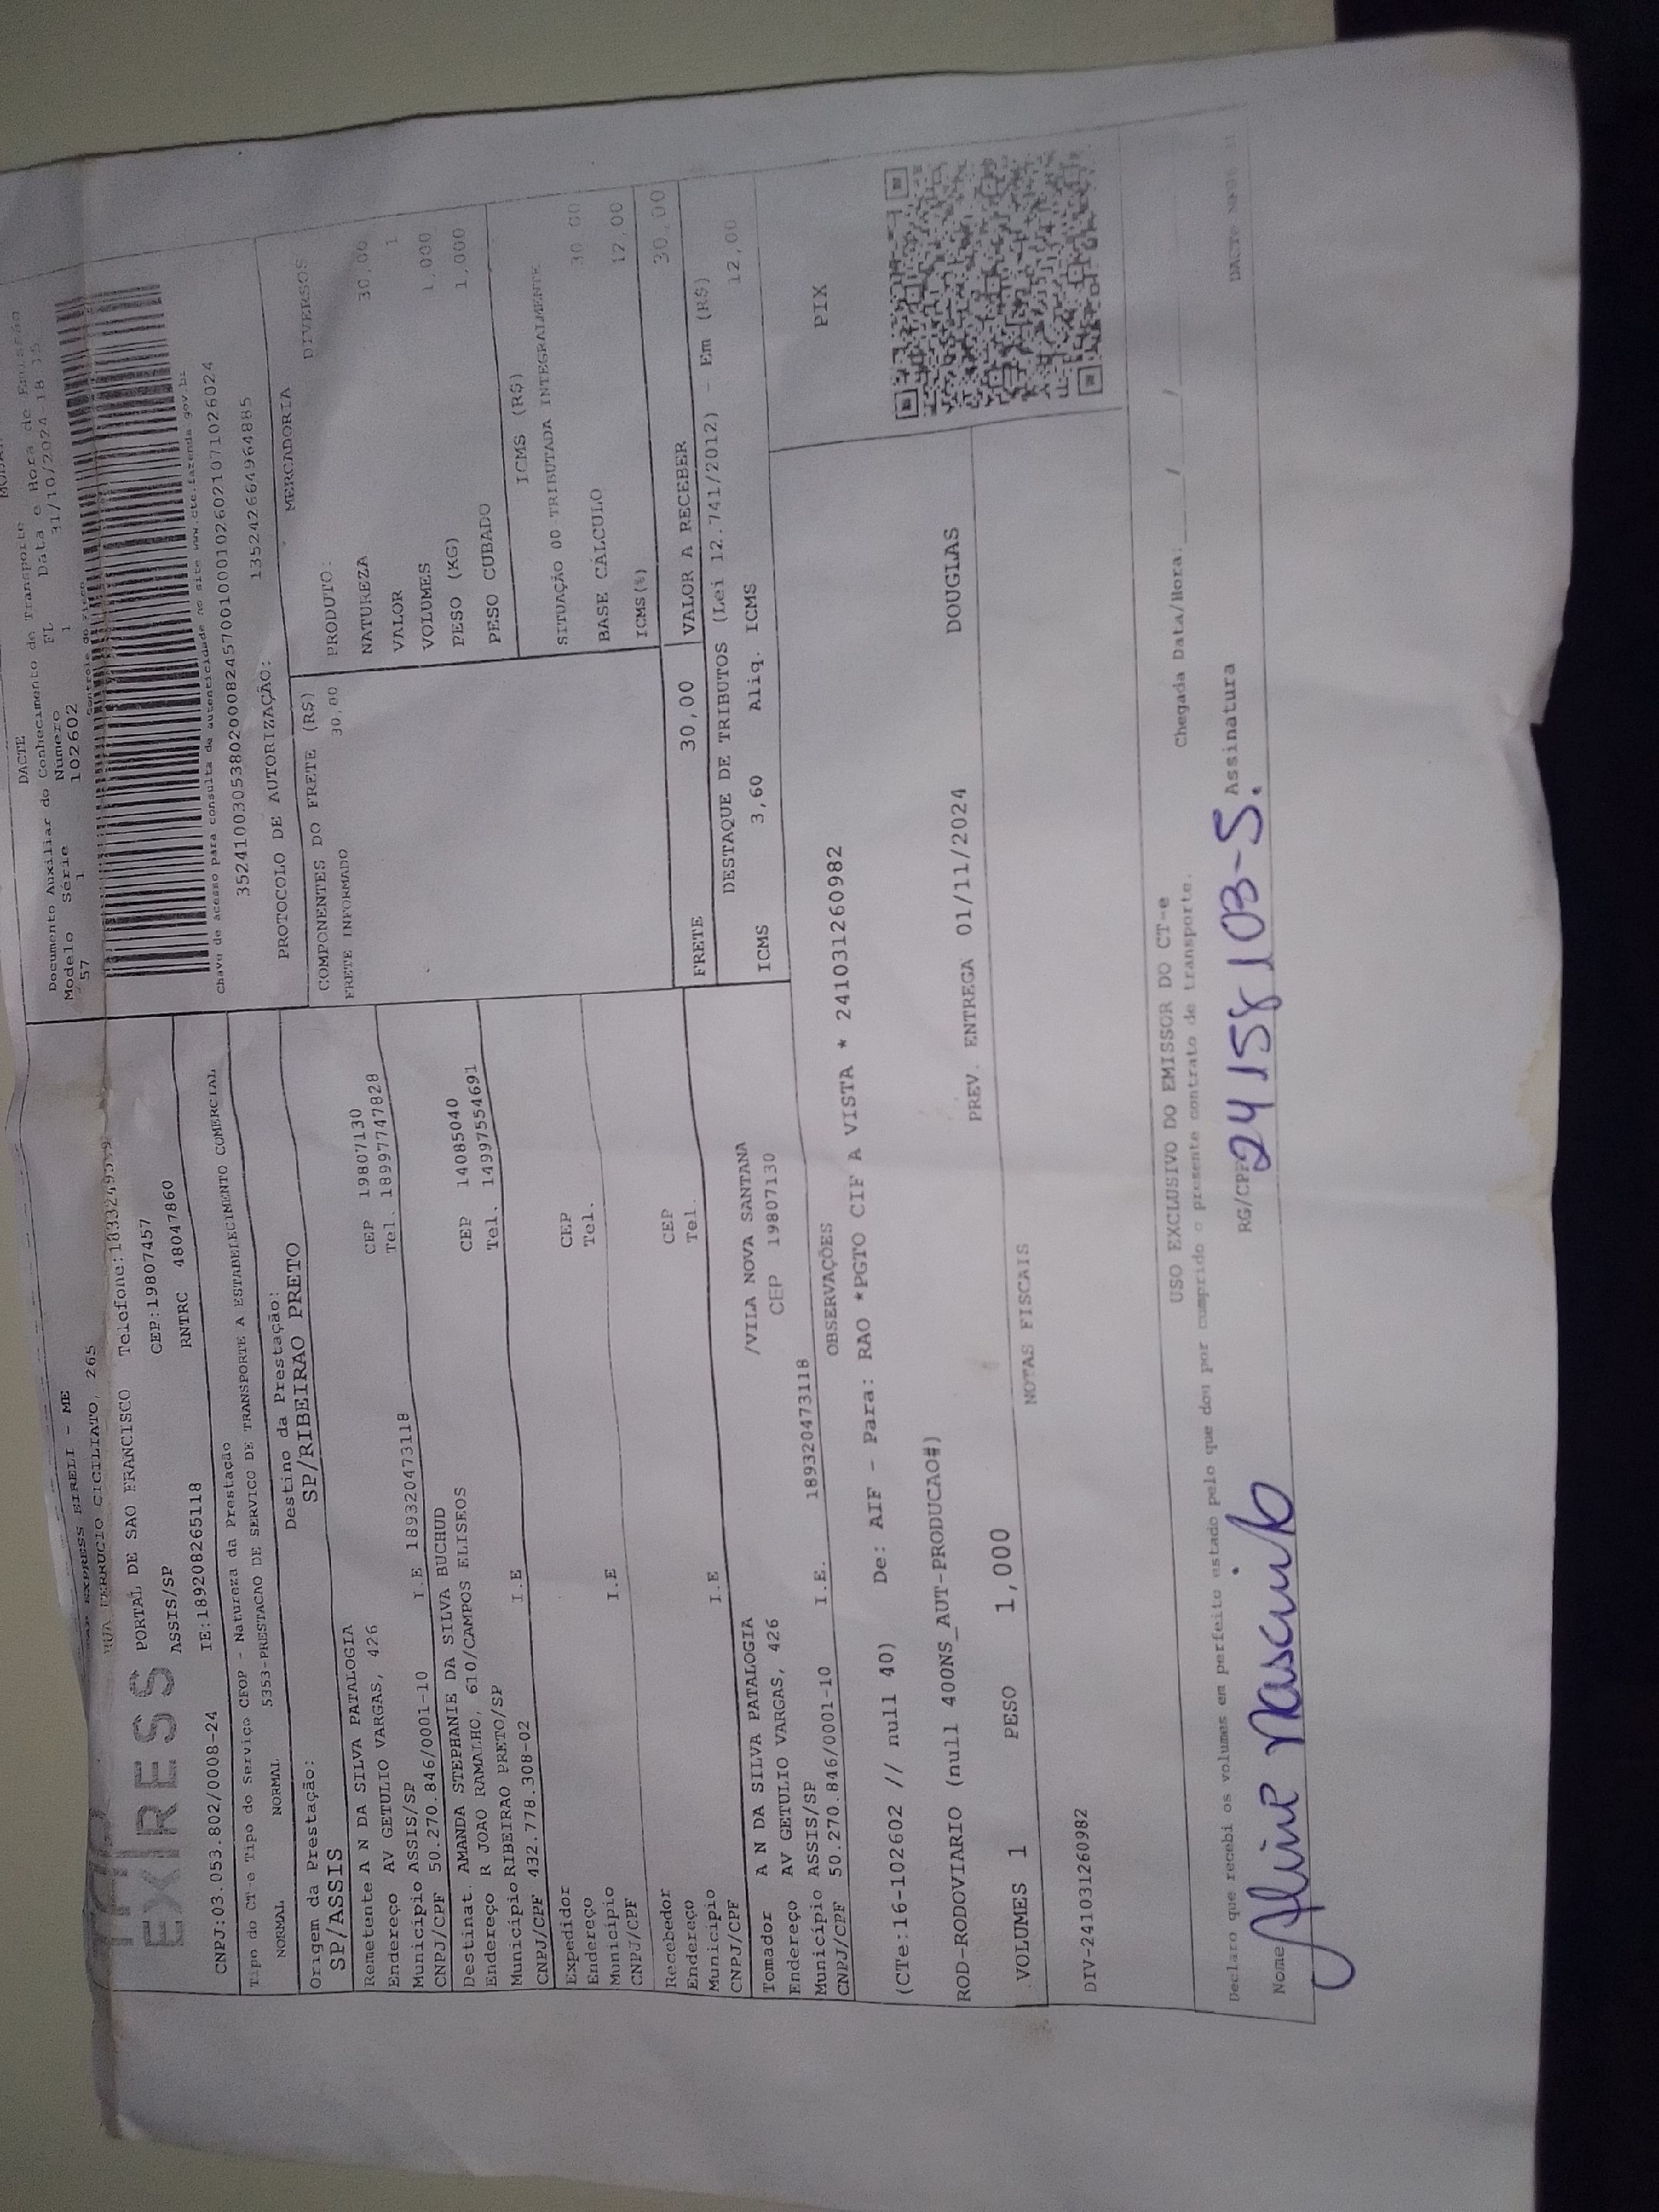 DACTE
Documento Auxiliar do Conhecimento de Transporte
Modelo Série Numero FL Data e Hora de Emissão
57 1 102602 1 31/10/2024 18
EXPRESS EIRELI - ME
RUA FERRUCIO CICILIATO, 265
PORTAL DE SAO FRANCISCO Telefone:
ASSIS/SP CEP:19807457
EXPRESS
CNPJ:03.053.802/0008-24 IE:189208265118 RNTRC 48047860
Chave de acesso para consulta de autenticidade no site www.cte.fazenda.gov.br
Tipo do CT-e Tipo do Serviço CFOP - Natureza da Prestação
NORMAL NORMAL 5353-PRESTACAO DE SERVICO DE TRANSPORTE A ESTABELECIMENTO COMERCIAL
PROTOCOLO DE AUTORIZAÇÃO: 135242664964885
Origem da Prestação: Destino da Prestação:
SP/ASSIS SP/RIBEIRAO PRETO
COMPONENTES DO FRETE (R$) MERCADORIA
FRETE INFORMADO 30,00
PRODUTO: DIVERSOS
NATUREZA
VALOR 30,00
VOLUMES 1
PESO (KG) 1,000
PESO CUBADO 1,000
ICMS (R$)
SITUAÇÃO 00 TRIBUTADA INTEGRALMENTE
BASE CÁLCULO 30,00
ICMS(%) 12,00
Remetente A N DA SILVA PATALOGIA
Endereço AV GETULIO VARGAS, 426 CEP 19807130
Município ASSIS/SP Tel. 18997747828
CNPJ/CPF 50.270.846/0001-10 I.E 189320473118
Destinat. AMANDA STEPHANIE DA SILVA BUCHUD
Endereço R JOAO RAMALHO, 610/CAMPOS ELISEOS CEP 14085040
Município RIBEIRAO PRETO/SP Tel. 14997554691
CNPJ/CPF 432.778.308-02 I.E
Expedidor
Endereço CEP
Município Tel.
CNPJ/CPF I.E
Recebedor
Endereço CEP
Município Tel.
CNPJ/CPF I.E
FRETE 30,00 VALOR A RECEBER 30,00
DESTAQUE DE TRIBUTOS (Lei 12.741/2012) - Em (R$)
ICMS 3,60 Aliq. ICMS 12,00
Tomador A N DA SILVA PATALOGIA /VILA NOVA SANTANA
Endereço AV GETULIO VARGAS, 426 CEP 19807130
Município ASSIS/SP
CNPJ/CPF 50.270.846/0001-10 I.E. 189320473118
OBSERVAÇÕES
PIX
(CTe:16-102602 // null 40) De: AIF - Para: RAO *PGTO CIF A VISTA * 241031260982
ROD-RODOVIARIO (null 400NS_AUT-PRODUCAO#) PREV. ENTREGA 01/11/2024 DOUGLAS
VOLUMES 1 PESO 1,000
NOTAS FISCAIS
DIV-241031260982
USO EXCLUSIVO DO EMISSOR DO CT-e
Declaro que recebi os volumes em perfeito estado pelo que dou por cumprido o presente contrato de transporte.
Chegada Data/Hora:____/____/
Nome Aline Nascimento RG/CPF 24158103-5. Assinatura